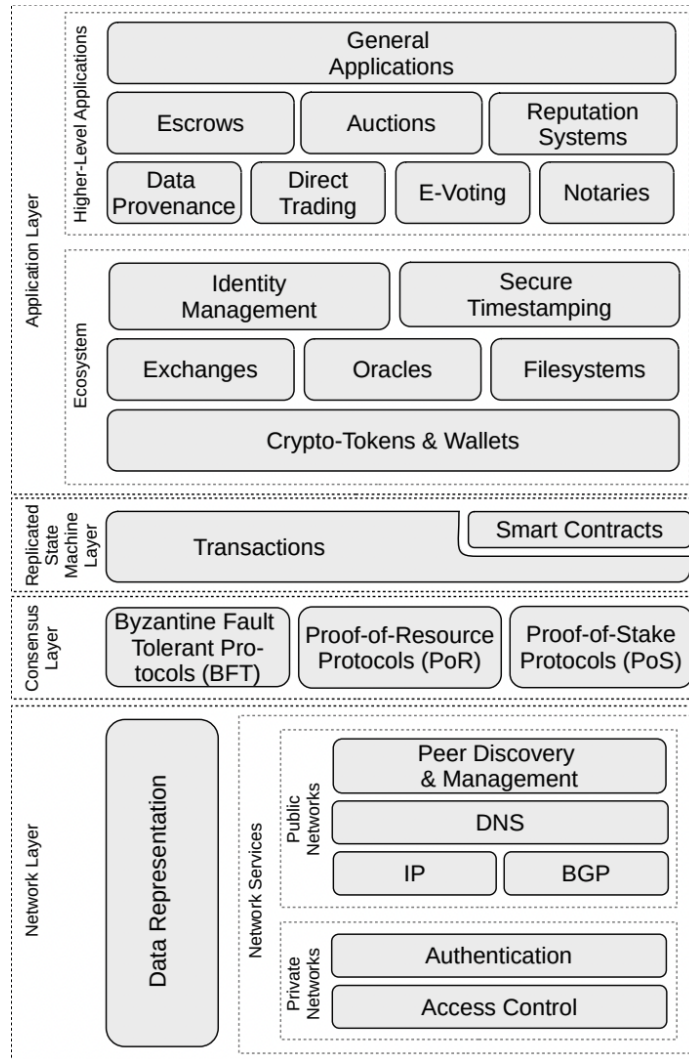 Application Layer
Higher-Level Applications
General
Applications
Escrows
Auctions
Reputation
Systems
Data
Provenance
Direct
Trading
E-Voting
Notaries
Ecosystem
Identity
Management
Secure
Timestamping
Exchanges
Oracles
Filesystems
Crypto-Tokens & Wallets
Replicated
State
Machine
Layer
Transactions
Smart Contracts
Consensus
Layer
Byzantine Fault
Tolerant Pro-
tocols (BFT)
Proof-of-Resource
Protocols (PoR)
Proof-of-Stake
Protocols (PoS)
Network Layer
Data Representation
Network Services
Public
Networks
Peer Discovery
& Management
DNS
IP
BGP
Private
Networks
Authentication
Access Control